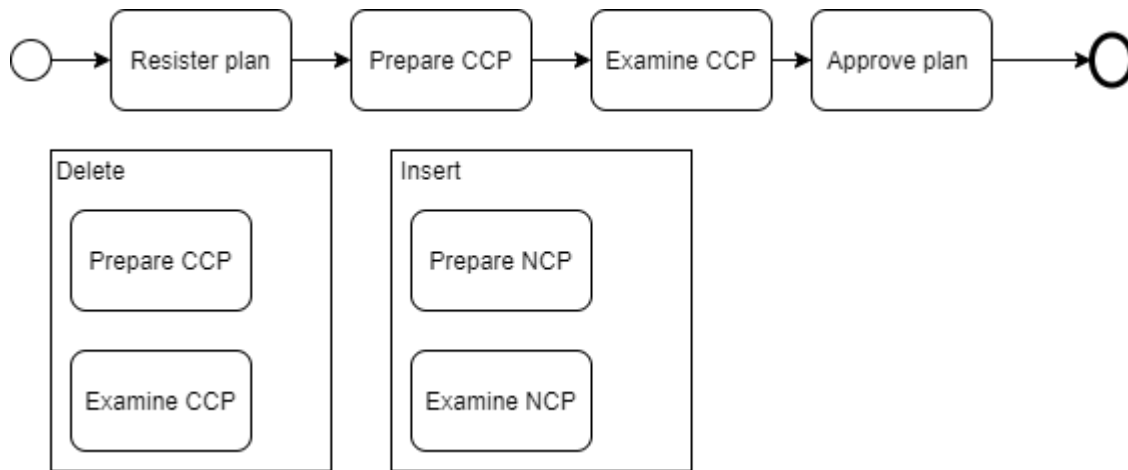 Resister plan
Prepare CCP
Examine CCP
Approve plan
Delete
Insert
Prepare CCP
Prepare NCP
Examine CCP
Examine NCP